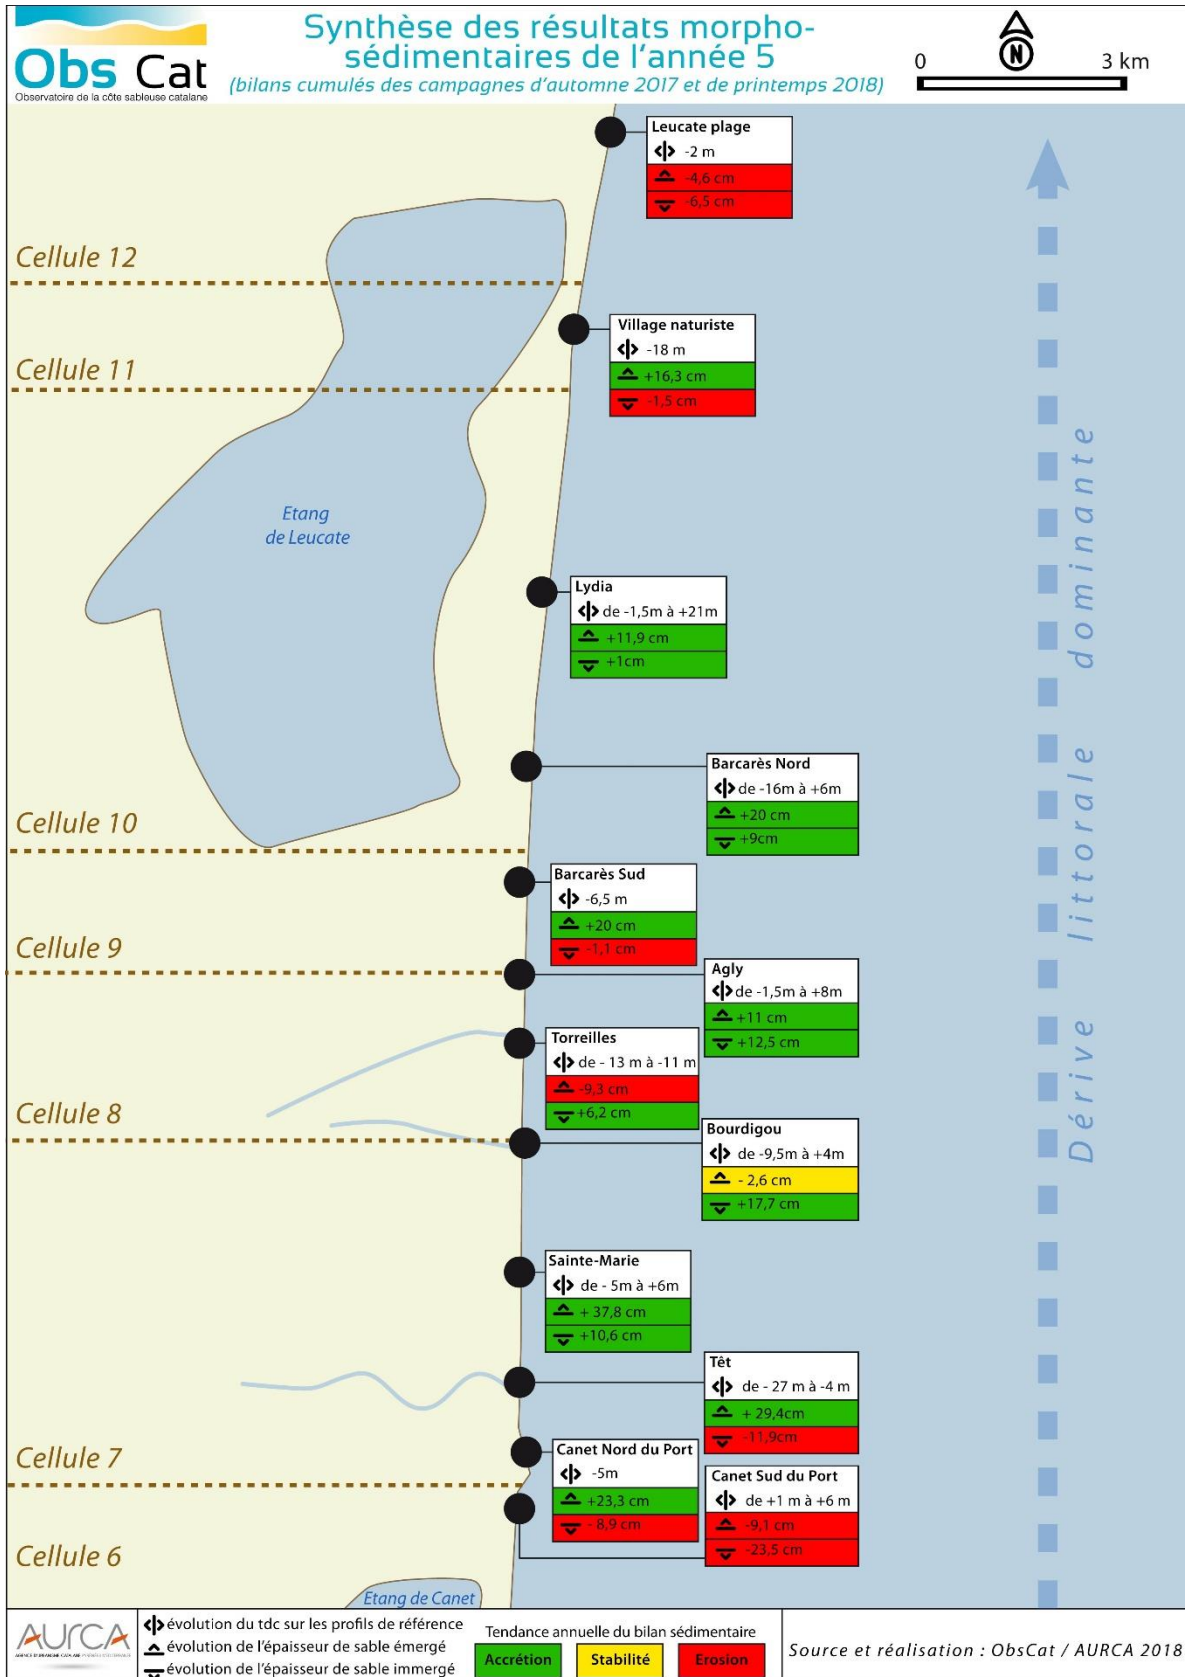 Obs Cat
Observatoire de la côte sableuse catalane
Synthèse des résultats morpho-
sédimentaires de l'année 5
(bilans cumulés des campagnes d'automne 2017 et de printemps 2018)
N
0 3 km
Leucate plage
-2 m
-4,6 cm
-6,5 cm
Cellule 12
Village naturiste
-18 m
+16,3 cm
-1,5 cm
Cellule 11
Etang
de Leucate
Lydia
de -1,5m à +21m
+11,9 cm
+1cm
Barcarès Nord
de -16m à +6m
+20 cm
+9cm
Cellule 10
Barcarès Sud
-6,5 m
+20 cm
-1,1 cm
Cellule 9
Agly
de -1,5m à +8m
+11 cm
+12,5 cm
Torreilles
de - 13 m à -11 m
-9,3 cm
+6,2 cm
Cellule 8
Bourdigou
de -9,5m à +4m
- 2,6 cm
+17,7 cm
Sainte-Marie
de - 5m à +6m
+ 37,8 cm
+10,6 cm
Têt
de - 27 m à -4 m
+ 29,4cm
-11,9cm
Cellule 7
Canet Nord du Port
-5m
+23,3 cm
- 8,9 cm
Canet Sud du Port
de +1 m à +6 m
-9,1 cm
-23,5 cm
Cellule 6
Etang de Canet
Dérive littorale dominante
AURCA
évolution du tdc sur les profils de référence
évolution de l'épaisseur de sable émergé
évolution de l'épaisseur de sable immergé
Tendance annuelle du bilan sédimentaire
Accrétion Stabilité Erosion
Source et réalisation : ObsCat / AURCA 2018